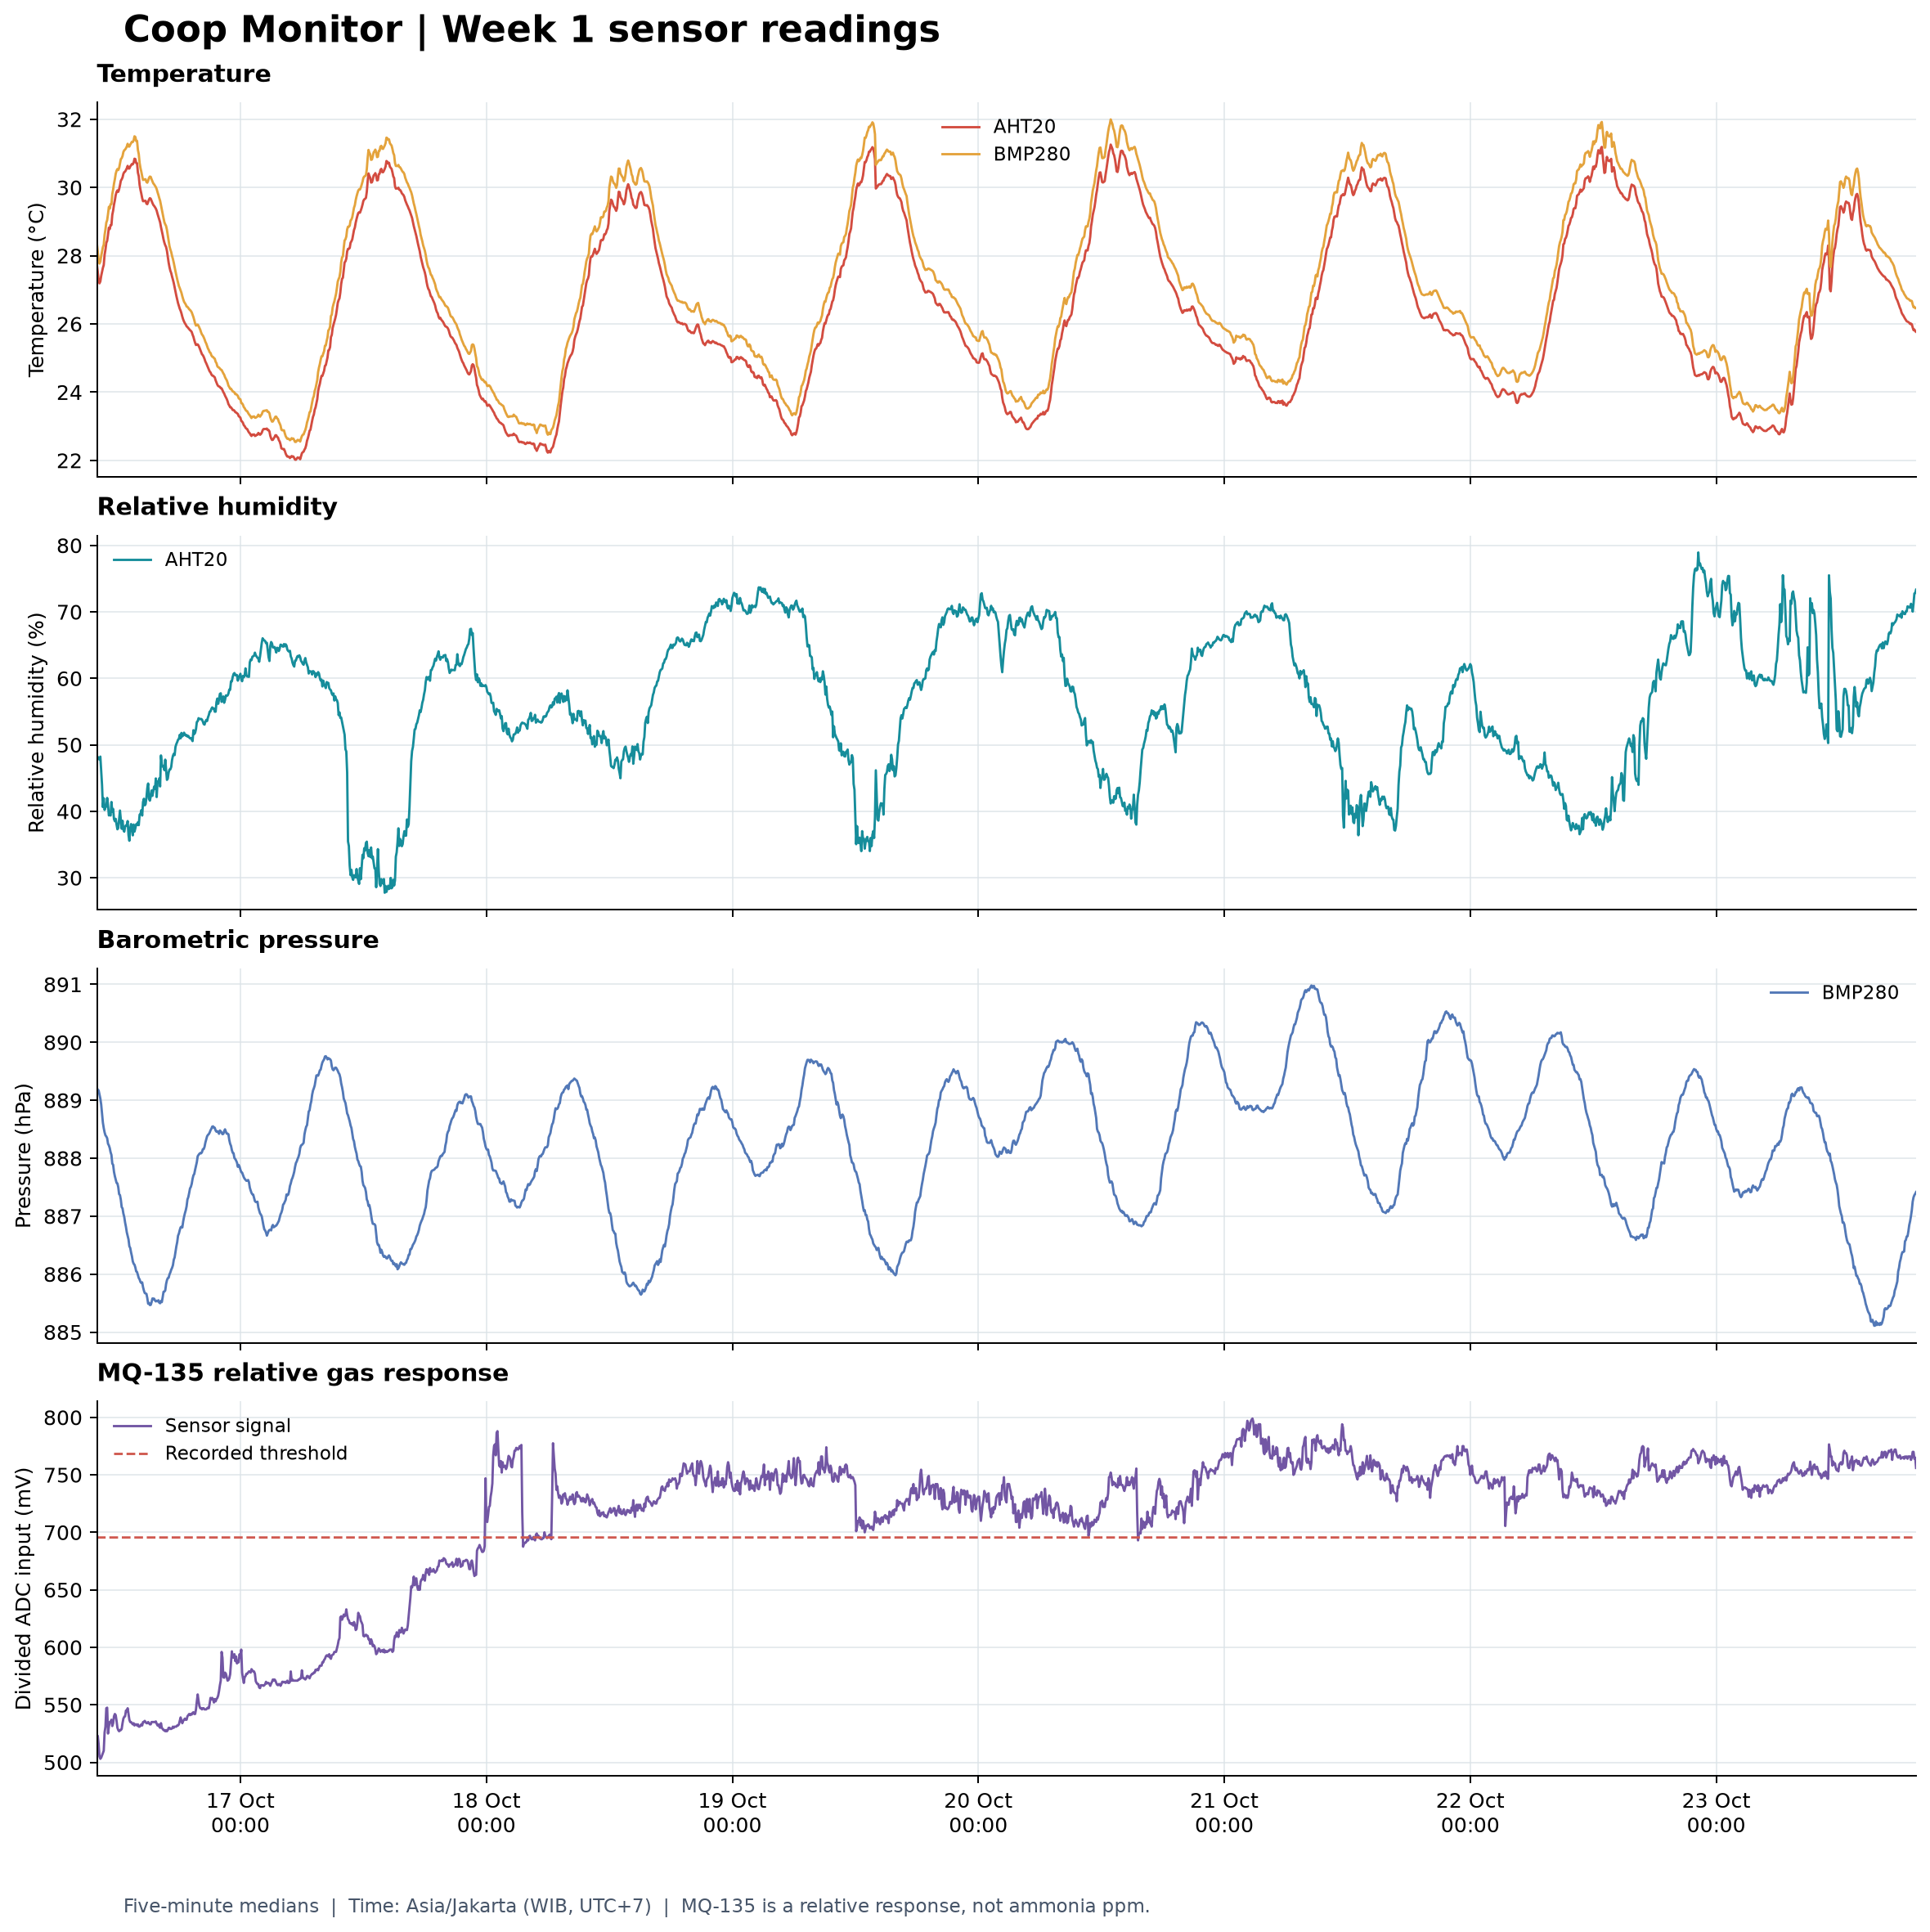 Coop Monitor | Week 1 sensor readings
Temperature
Temperature (°C)
32
30
28
26
24
22
AHT20
BMP280
Relative humidity
Relative humidity (%)
80
70
60
50
40
30
AHT20
Barometric pressure
Pressure (hPa)
891
890
889
888
887
886
885
BMP280
MQ-135 relative gas response
Divided ADC input (mV)
800
750
700
650
600
550
500
Sensor signal
Recorded threshold
17 Oct 18 Oct 19 Oct 20 Oct 21 Oct 22 Oct 23 Oct
00:00 00:00 00:00 00:00 00:00 00:00 00:00
Five-minute medians | Time: Asia/Jakarta (WIB, UTC+7) | MQ-135 is a relative response, not ammonia ppm.